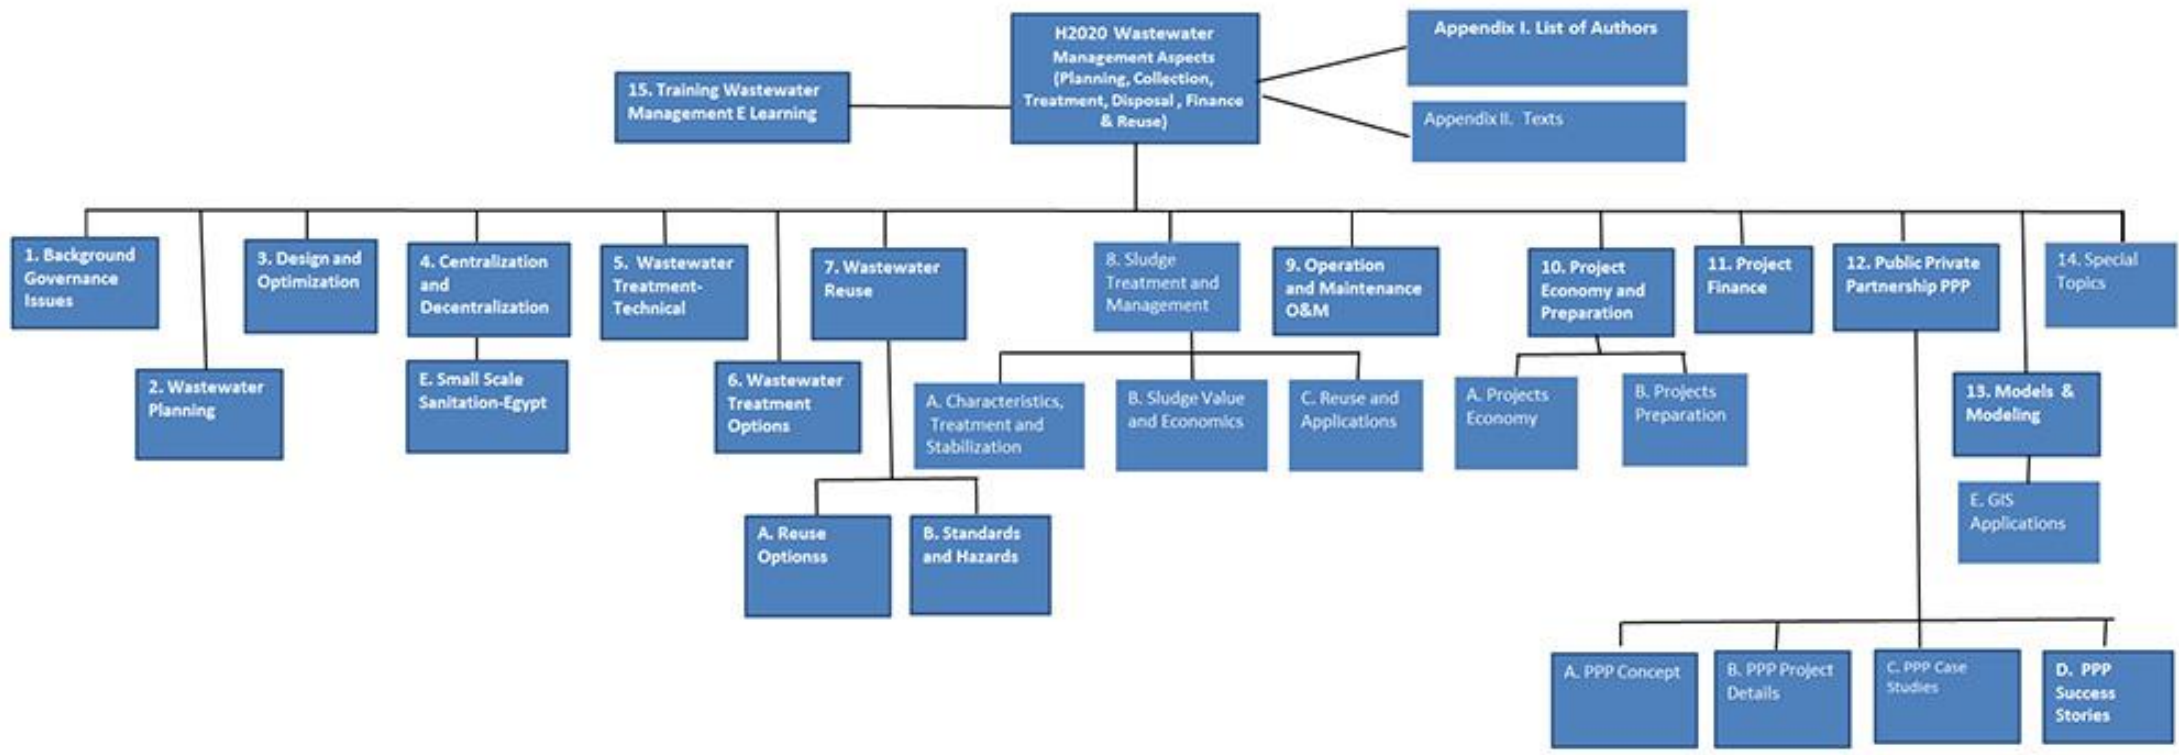 H2020 Wastewater
Management Aspects
(Planning, Collection,
Treatment, Disposal , Finance
& Reuse)
Appendix I. List of Authors
Appendix II. Texts
15. Training Wastewater
Management E Learning
1. Background
Governance
Issues
2. Wastewater
Planning
3. Design and
Optimization
4. Centralization
and
Decentralization
E. Small Scale
Sanitation-Egypt
5. Wastewater
Treatment-
Technical
6. Wastewater
Treatment
Options
7. Wastewater
Reuse
A. Reuse
Optionss
B. Standards
and Hazards
8. Sludge
Treatment and
Management
A. Characteristics,
Treatment and
Stabilization
B. Sludge Value
and Economics
C. Reuse and
Applications
9. Operation
and Maintenance
O&M
10. Project
Economy and
Preparation
A. Projects
Economy
B. Projects
Preparation
11. Project
Finance
12. Public Private
Partnership PPP
A. PPP Concept
B. PPP Project
Details
C. PPP Case
Studies
D. PPP
Success
Stories
13. Models &
Modeling
E. GIS
Applications
14. Special
Topics